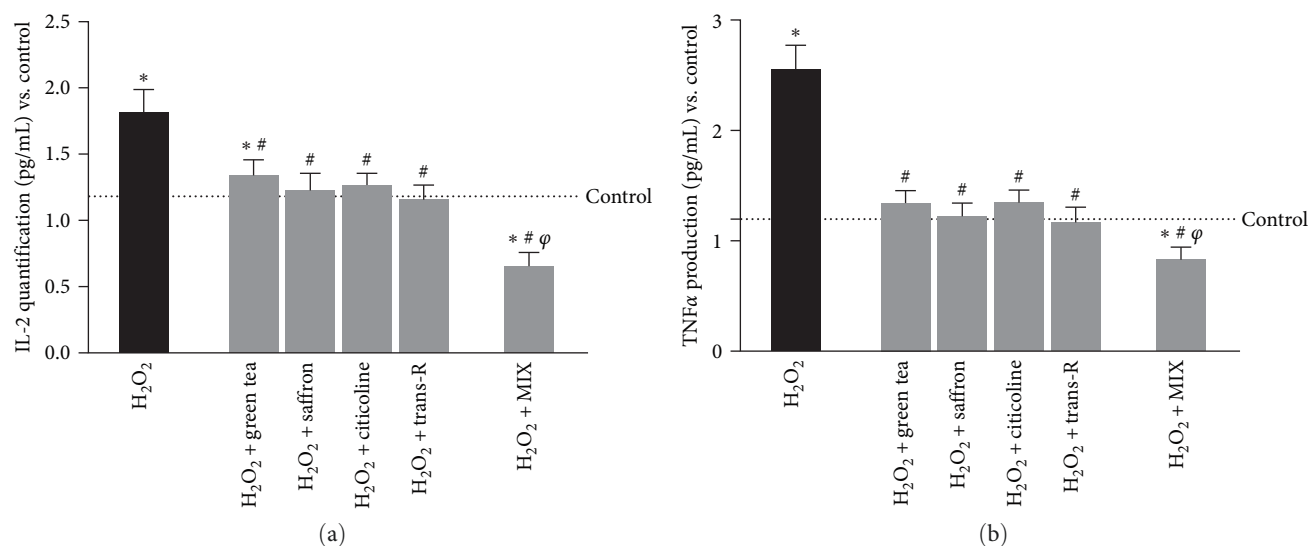 IL-2 quantification (pg/mL) vs. control
2.5
2.0
1.5
1.0
0.5
0.0
*
* #
#
#
#
* # φ
Control
H₂O₂
H₂O₂ + green tea
H₂O₂ + saffron
H₂O₂ + citicoline
H₂O₂ + trans-R
H₂O₂ + MIX
(a)
TNFα production (pg/mL) vs. control
3
2
1
0
*
#
#
#
#
* # φ
Control
H₂O₂
H₂O₂ + green tea
H₂O₂ + saffron
H₂O₂ + citicoline
H₂O₂ + trans-R
H₂O₂ + MIX
(b)